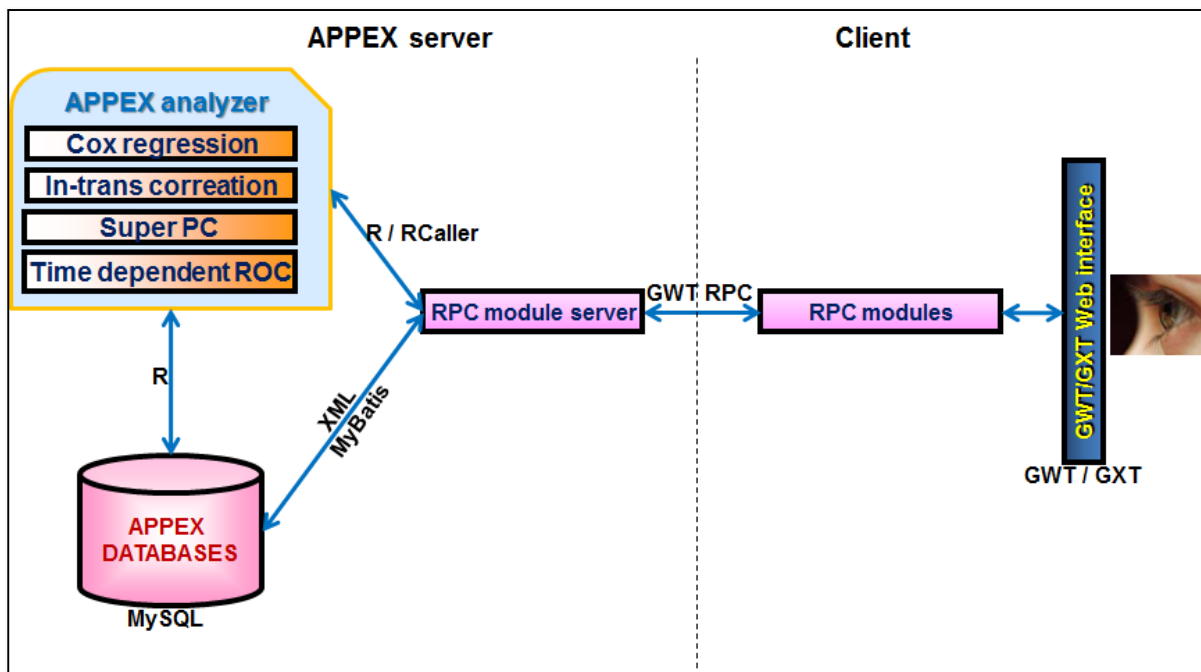 APPEX server
Client
APPEX analyzer
Cox regression
In-trans correation
Super PC
Time dependent ROC
R / RCaller
RPC module server
GWT RPC
RPC modules
GWT/GXT Web interface
GWT / GXT
R
XML
MyBatis
APPEX
DATABASES
MySQL